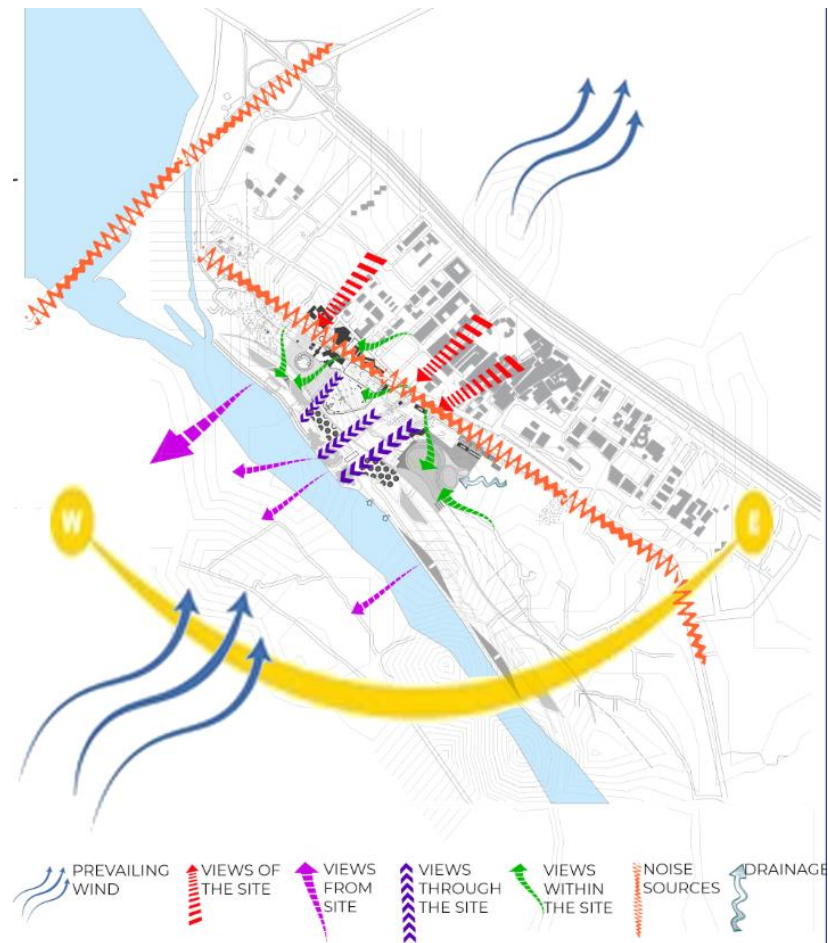 W
E
PREVAILING
WIND
VIEWS OF
THE SITE
VIEWS
FROM
SITE
VIEWS
THROUGH
THE SITE
VIEWS
WITHIN
THE SITE
NOISE
SOURCES
DRAINAGE